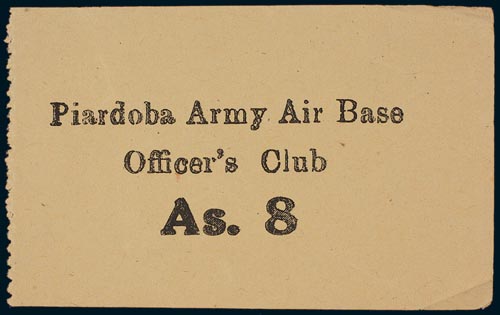 Piardoba Army Air Base
Officer's Club
As. 8